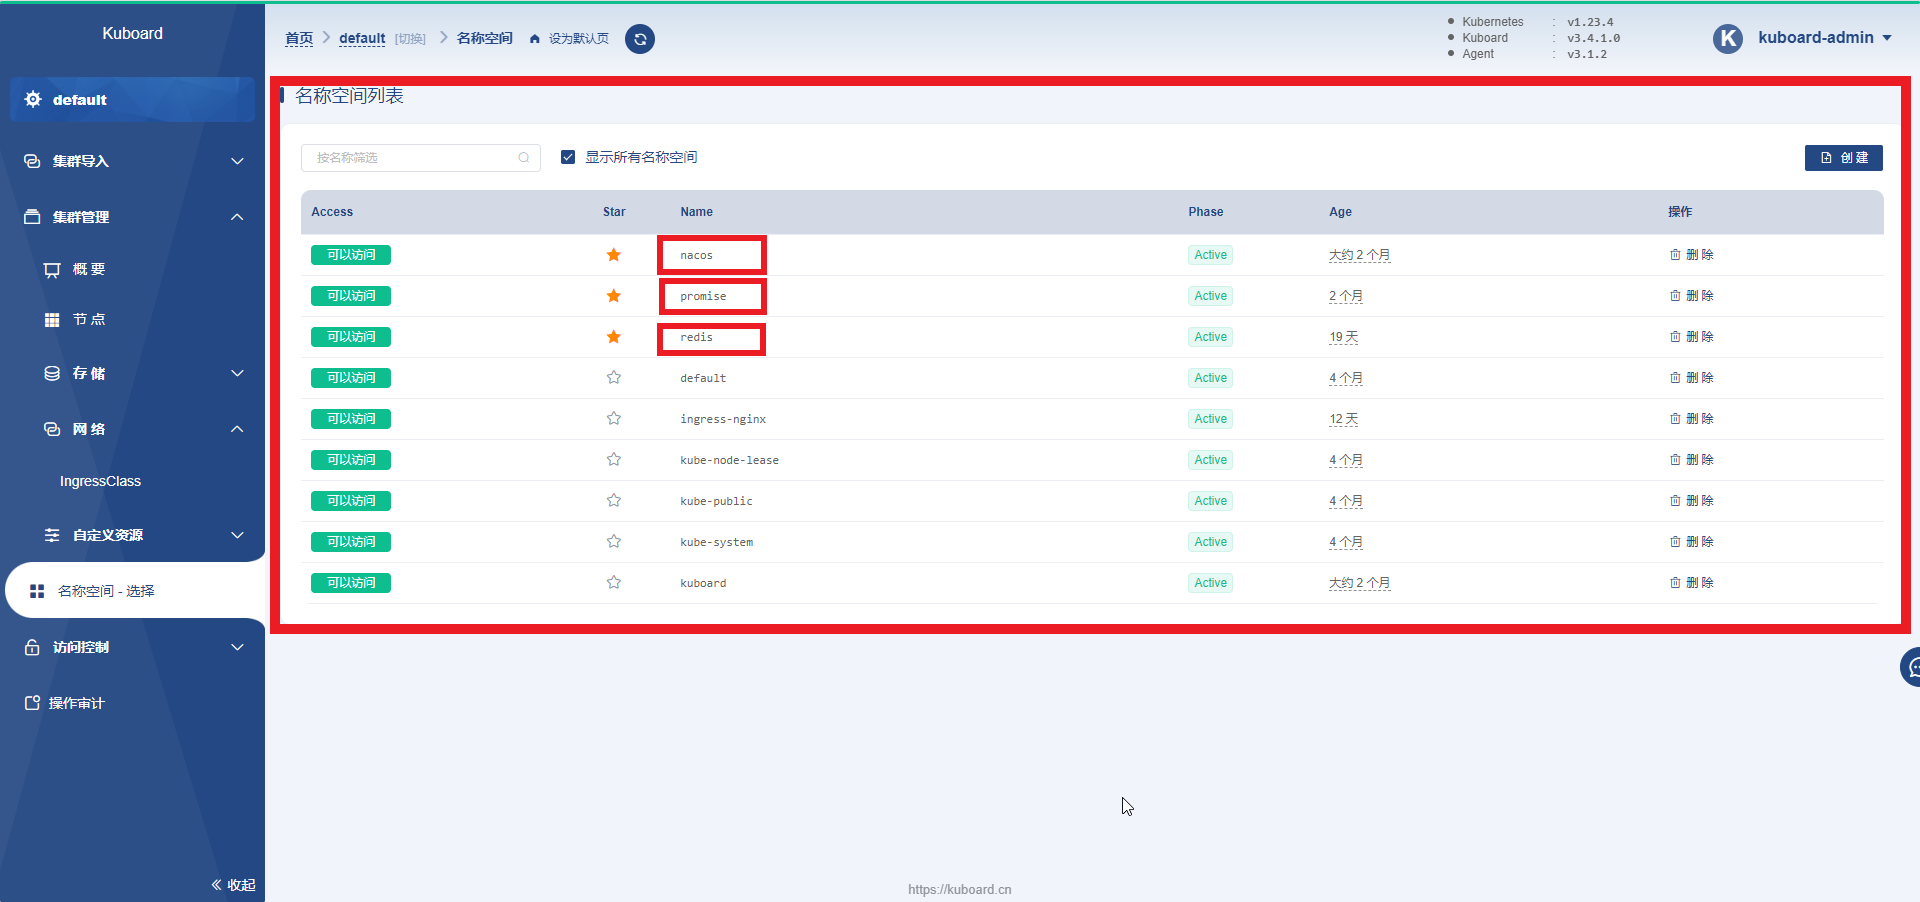 Kuboard
default
集群导入
集群管理
概 要
节 点
存 储
网 络
IngressClass
自定义资源
名称空间 - 选择
访问控制
操作审计
收起
首页 default [切换] 名称空间 设为默认页
Kubernetes : v1.23.4
Kuboard : v3.4.1.0
Agent : v3.1.2
K kuboard-admin
名称空间列表
按名称筛选 显示所有名称空间 创 建
Access Star Name Phase Age 操作
可以访问 nacos Active 大约 2 个月 删 除
可以访问 promise Active 2 个月 删 除
可以访问 redis Active 19 天 删 除
可以访问 default Active 4 个月 删 除
可以访问 ingress-nginx Active 12 天 删 除
可以访问 kube-node-lease Active 4 个月 删 除
可以访问 kube-public Active 4 个月 删 除
可以访问 kube-system Active 4 个月 删 除
可以访问 kuboard Active 大约 2 个月 删 除
https://kuboard.cn